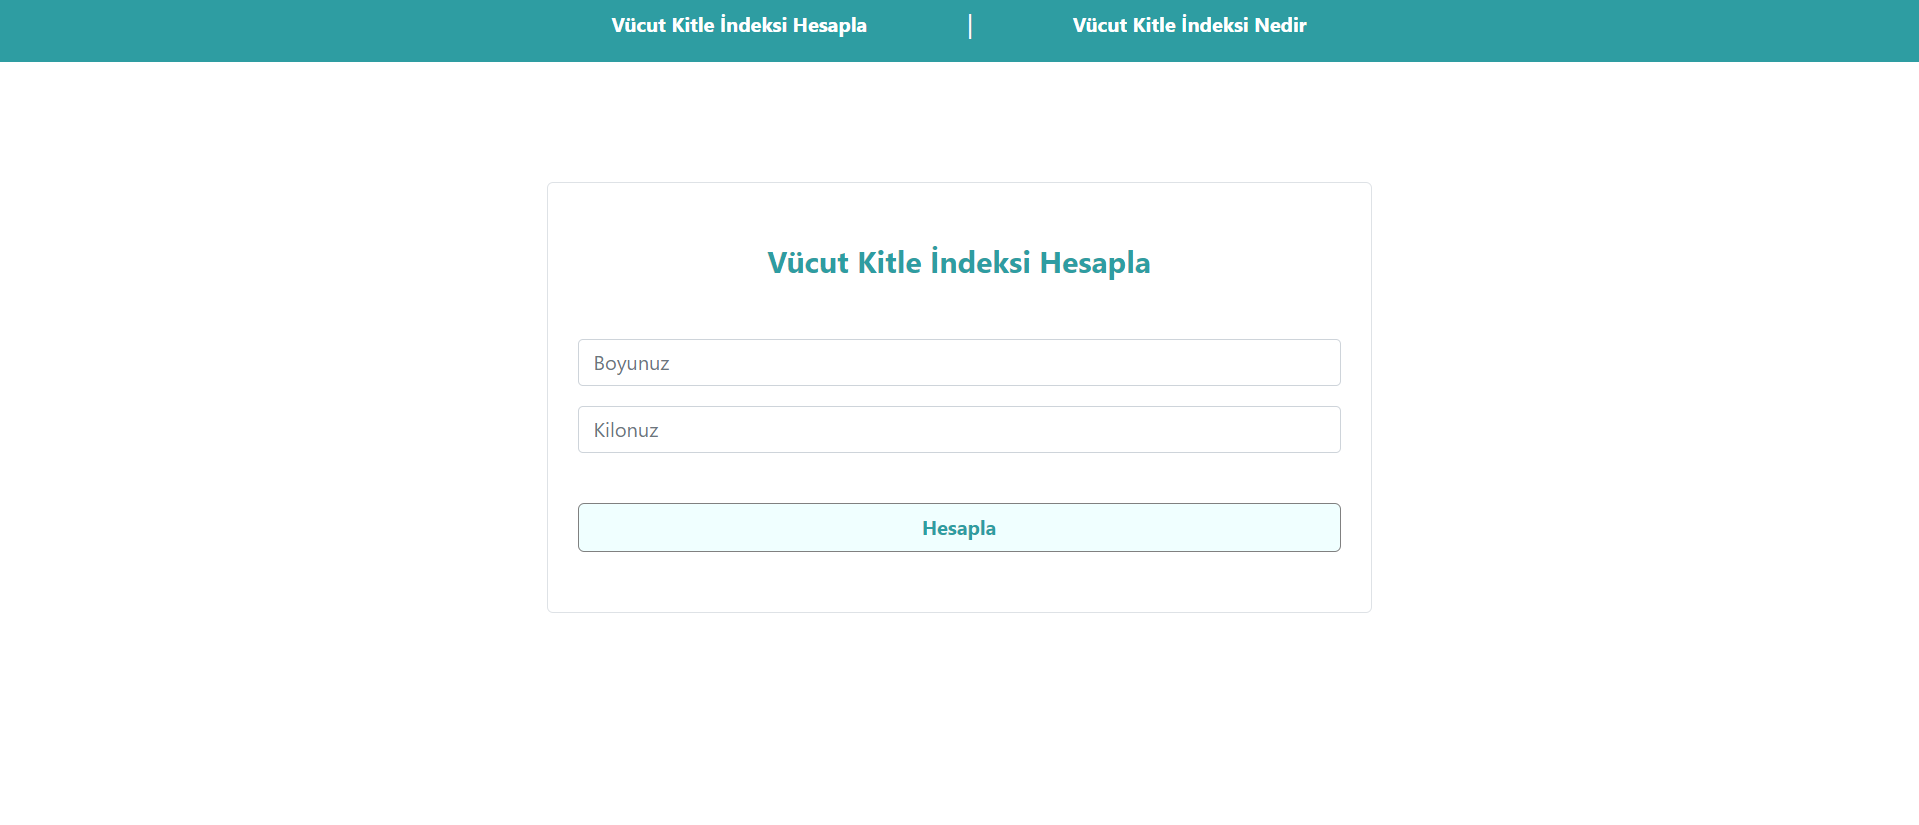 Vücut Kitle İndeksi Hesapla | Vücut Kitle İndeksi Nedir
Vücut Kitle İndeksi Hesapla
Boyunuz
Kilonuz
Hesapla